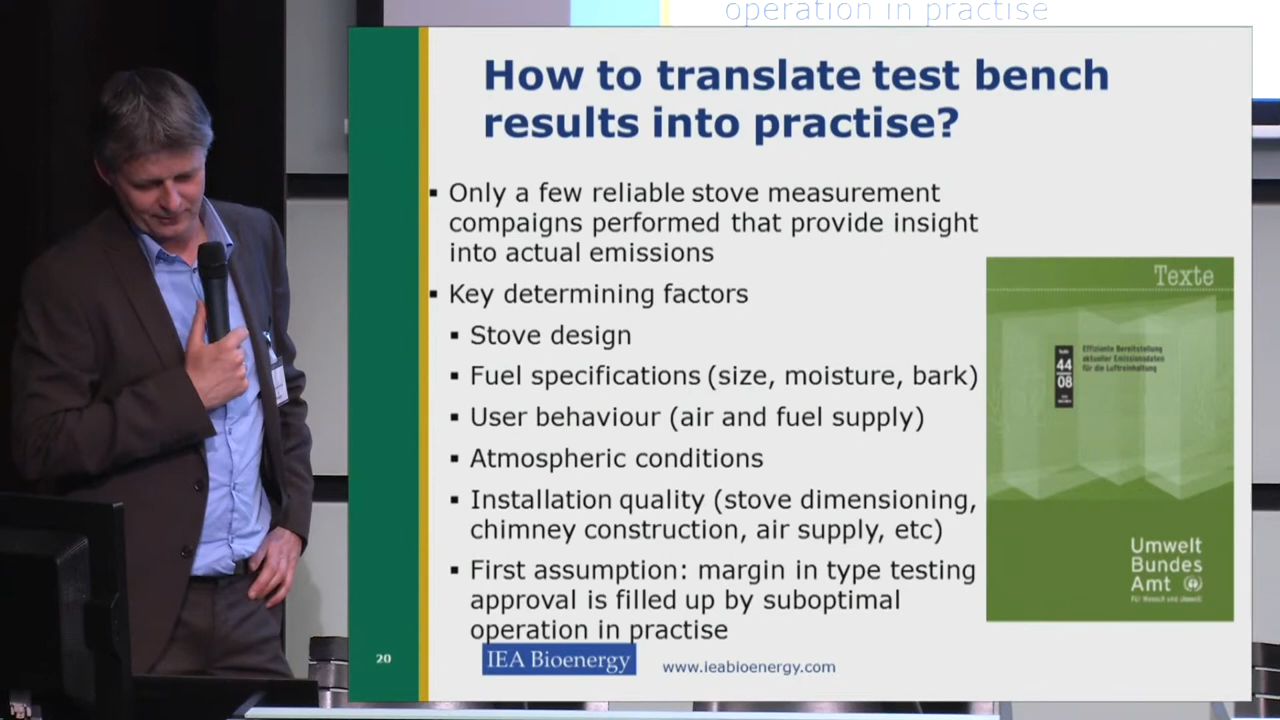 operation in practise
How to translate test bench
results into practise?
▪ Only a few reliable stove measurement
compaigns performed that provide insight
into actual emissions
▪ Key determining factors
▪ Stove design
▪ Fuel specifications (size, moisture, bark)
▪ User behaviour (air and fuel supply)
▪ Atmospheric conditions
▪ Installation quality (stove dimensioning,
chimney construction, air supply, etc)
▪ First assumption: margin in type testing
approval is filled up by suboptimal
operation in practise
Texte
Effiziente Bereitstellung
aktueller Emissionsdaten
für die Luftreinhaltung
44
08
Umwelt
Bundes
Amt
Für Mensch und Umwelt
20
IEA Bioenergy
www.ieabioenergy.com